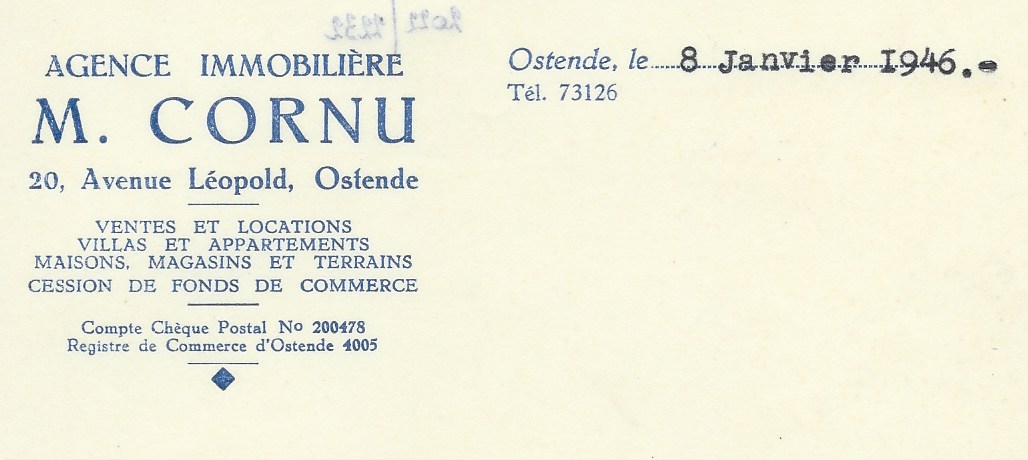 AGENCE IMMOBILIÈRE
M. CORNU
20, Avenue Léopold, Ostende
VENTES ET LOCATIONS
VILLAS ET APPARTEMENTS
MAISONS, MAGASINS ET TERRAINS
CESSION DE FONDS DE COMMERCE
Compte Chèque Postal No 200478
Registre de Commerce d'Ostende 4005
Ostende, le 8 Janvier 1946.-
Tél. 73126